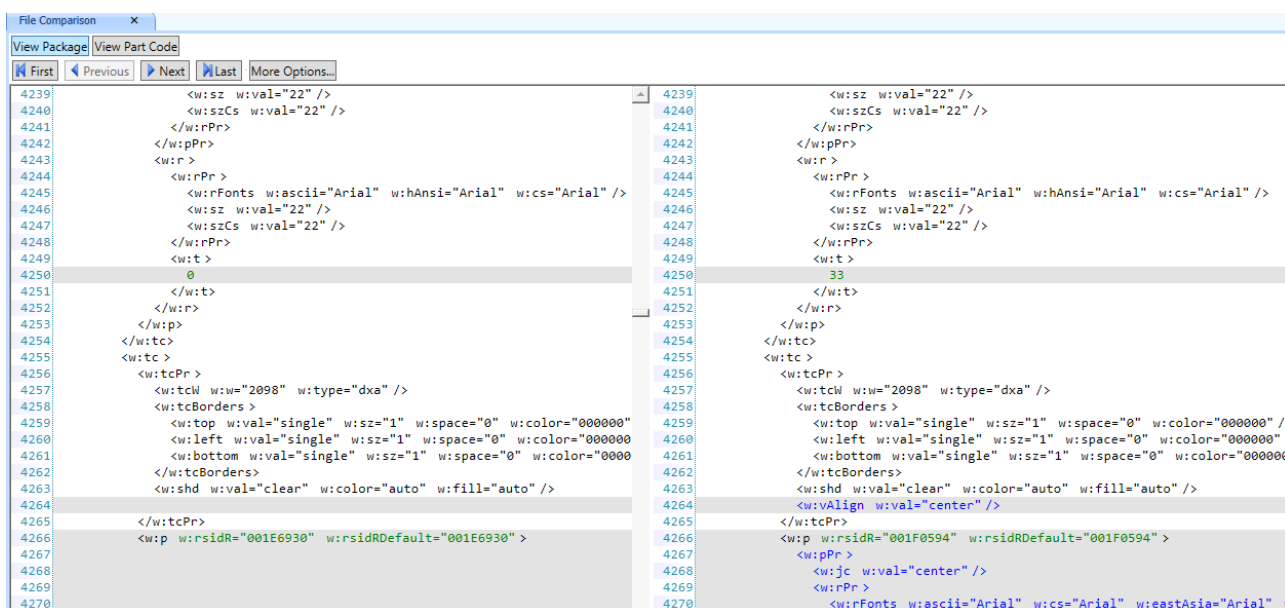 File Comparison x
View Package View Part Code
First Previous Next Last More Options...
4239 <w:sz w:val="22" />
4240 <w:szCs w:val="22" />
4241 </w:rPr>
4242 </w:pPr>
4243 <w:r >
4244 <w:rPr >
4245 <w:rFonts w:ascii="Arial" w:hAnsi="Arial" w:cs="Arial" />
4246 <w:sz w:val="22" />
4247 <w:szCs w:val="22" />
4248 </w:rPr>
4249 <w:t >
4250 0
4251 </w:t>
4252 </w:r>
4253 </w:p>
4254 </w:tc>
4255 <w:tc >
4256 <w:tcPr >
4257 <w:tcW w:w="2098" w:type="dxa" />
4258 <w:tcBorders >
4259 <w:top w:val="single" w:sz="1" w:space="0" w:color="000000"
4260 <w:left w:val="single" w:sz="1" w:space="0" w:color="000000
4261 <w:bottom w:val="single" w:sz="1" w:space="0" w:color="0000
4262 </w:tcBorders>
4263 <w:shd w:val="clear" w:color="auto" w:fill="auto" />
4264
4265 </w:tcPr>
4266 <w:p w:rsidR="001E6930" w:rsidRDefault="001E6930" >
4267
4268
4269
4270
4239 <w:sz w:val="22" />
4240 <w:szCs w:val="22" />
4241 </w:rPr>
4242 </w:pPr>
4243 <w:r >
4244 <w:rPr >
4245 <w:rFonts w:ascii="Arial" w:hAnsi="Arial" w:cs="Arial" />
4246 <w:sz w:val="22" />
4247 <w:szCs w:val="22" />
4248 </w:rPr>
4249 <w:t >
4250 33
4251 </w:t>
4252 </w:r>
4253 </w:p>
4254 </w:tc>
4255 <w:tc >
4256 <w:tcPr >
4257 <w:tcW w:w="2098" w:type="dxa" />
4258 <w:tcBorders >
4259 <w:top w:val="single" w:sz="1" w:space="0" w:color="000000" /
4260 <w:left w:val="single" w:sz="1" w:space="0" w:color="000000"
4261 <w:bottom w:val="single" w:sz="1" w:space="0" w:color="000000
4262 </w:tcBorders>
4263 <w:shd w:val="clear" w:color="auto" w:fill="auto" />
4264 <w:vAlign w:val="center" />
4265 </w:tcPr>
4266 <w:p w:rsidR="001F0594" w:rsidRDefault="001F0594" >
4267 <w:pPr >
4268 <w:jc w:val="center" />
4269 <w:rPr >
4270 <w:rFonts w:ascii="Arial" w:cs="Arial" w:eastAsia="Arial"